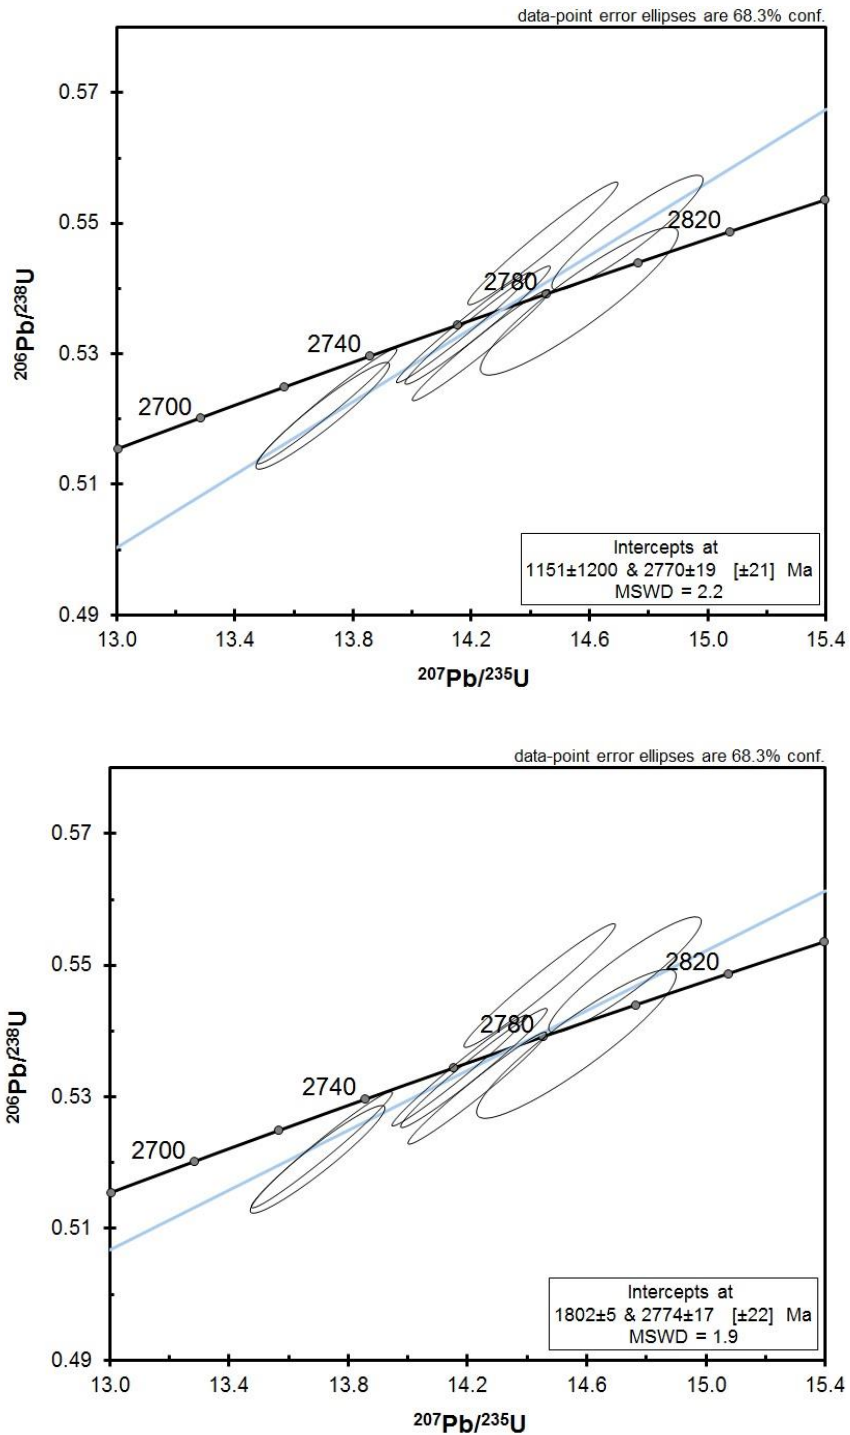 data-point error ellipses are 68.3% conf.
0.57
0.55
0.53
0.51
0.49
²⁰⁶Pb/²³⁸U
2820
2780
2740
2700
Intercepts at
1151±1200 & 2770±19 [±21] Ma
MSWD = 2.2
13.0 13.4 13.8 14.2 14.6 15.0 15.4
²⁰⁷Pb/²³⁵U
data-point error ellipses are 68.3% conf.
0.57
0.55
0.53
0.51
0.49
²⁰⁶Pb/²³⁸U
2820
2780
2740
2700
Intercepts at
1802±5 & 2774±17 [±22] Ma
MSWD = 1.9
13.0 13.4 13.8 14.2 14.6 15.0 15.4
²⁰⁷Pb/²³⁵U